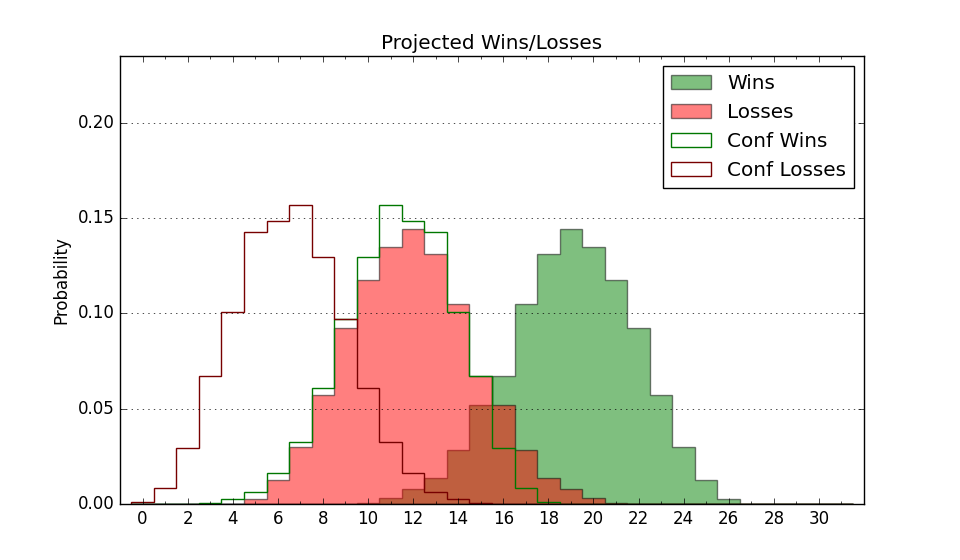 Projected Wins/Losses
Wins
Losses
Conf Wins
Conf Losses
Probability
0.20
0.15
0.10
0.05
0.00
0 2 4 6 8 10 12 14 16 18 20 22 24 26 28 30